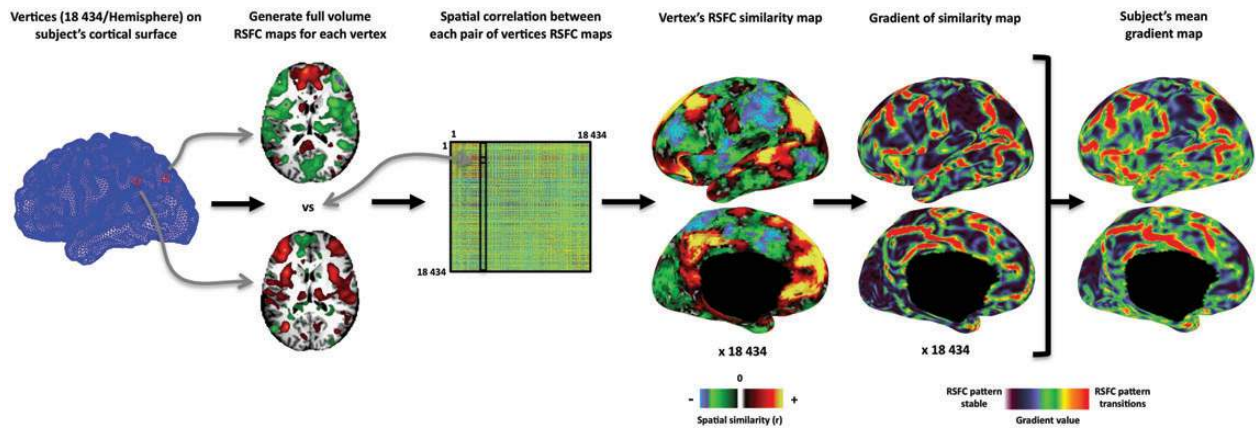 Vertices (18 434/Hemisphere) on
subject's cortical surface
Generate full volume
RSFC maps for each vertex
Spatial correlation between
each pair of vertices RSFC maps
Vertex's RSFC similarity map
Gradient of similarity map
Subject's mean
gradient map
1
18 434
1
vs
18 434
x 18 434
x 18 434
0
-
+
Spatial similarity (r)
RSFC pattern
stable
RSFC pattern
transitions
Gradient value